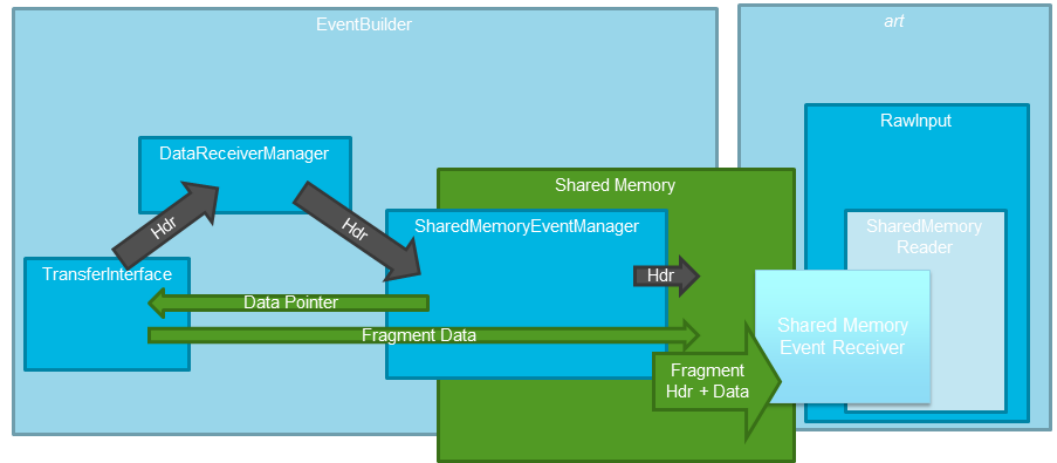 EventBuilder
art
RawInput
DataReceiverManager
Shared Memory
Hdr
Hdr
SharedMemoryEventManager
SharedMemory
Reader
TransferInterface
Hdr
Data Pointer
Shared Memory
Event Receiver
Fragment Data
Fragment
Hdr + Data